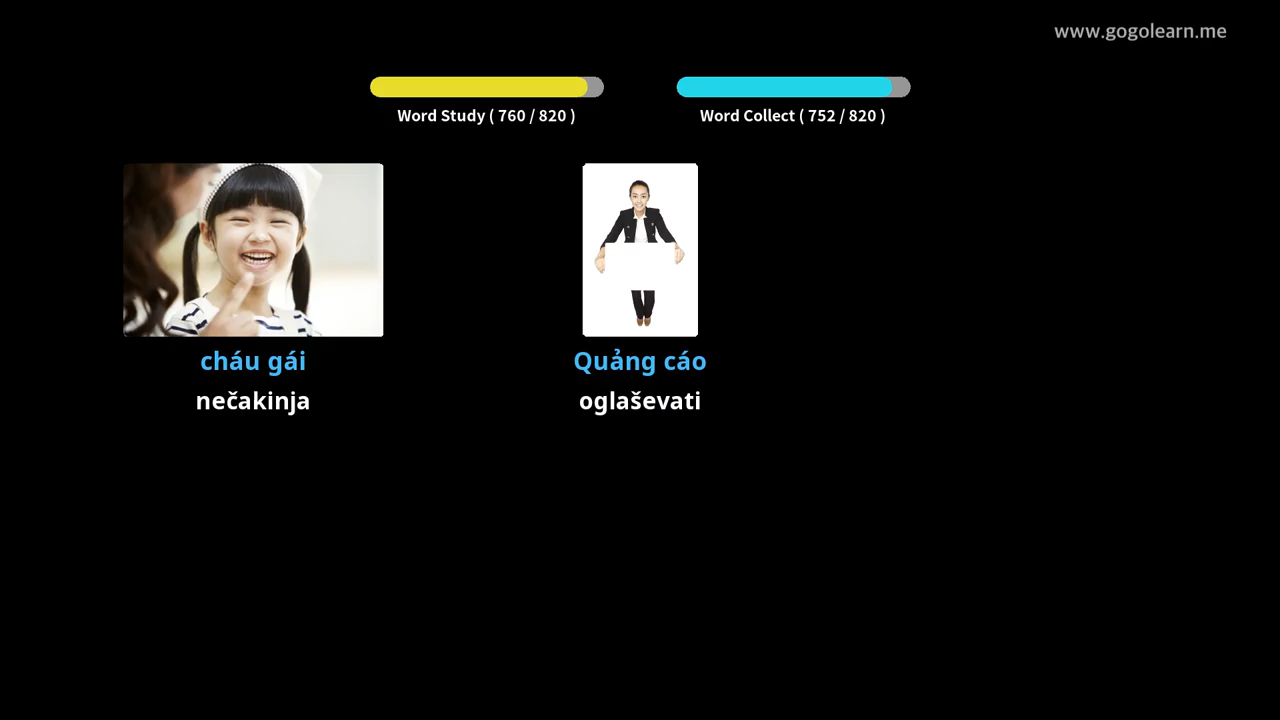 www.gogolearn.me
Word Study ( 760 / 820 )
Word Collect ( 752 / 820 )
cháu gái
nečakinja
Quảng cáo
oglaševati